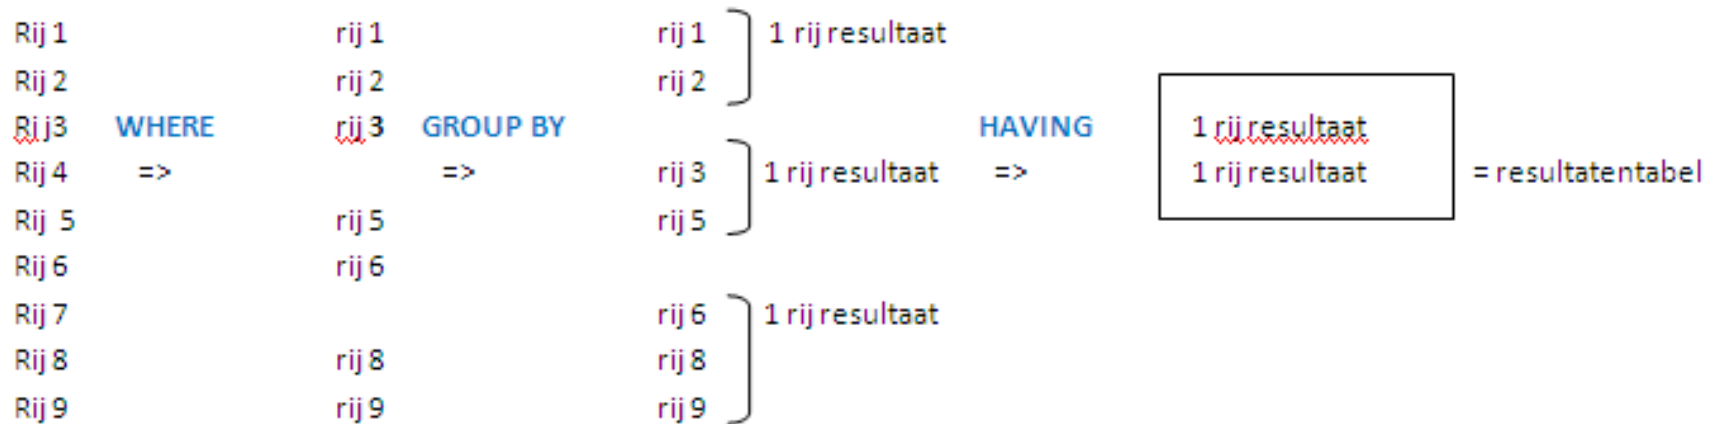 Rij 1 rij 1 rij 1 1 rij resultaat
Rij 2 rij 2 rij 2
Ri j3 WHERE rij 3 GROUP BY HAVING 1 rij resultaat
Rij 4 => => rij 3 1 rij resultaat => 1 rij resultaat = resultatentabel
Rij 5 rij 5 rij 5
Rij 6 rij 6
Rij 7 rij 6 1 rij resultaat
Rij 8 rij 8 rij 8
Rij 9 rij 9 rij 9